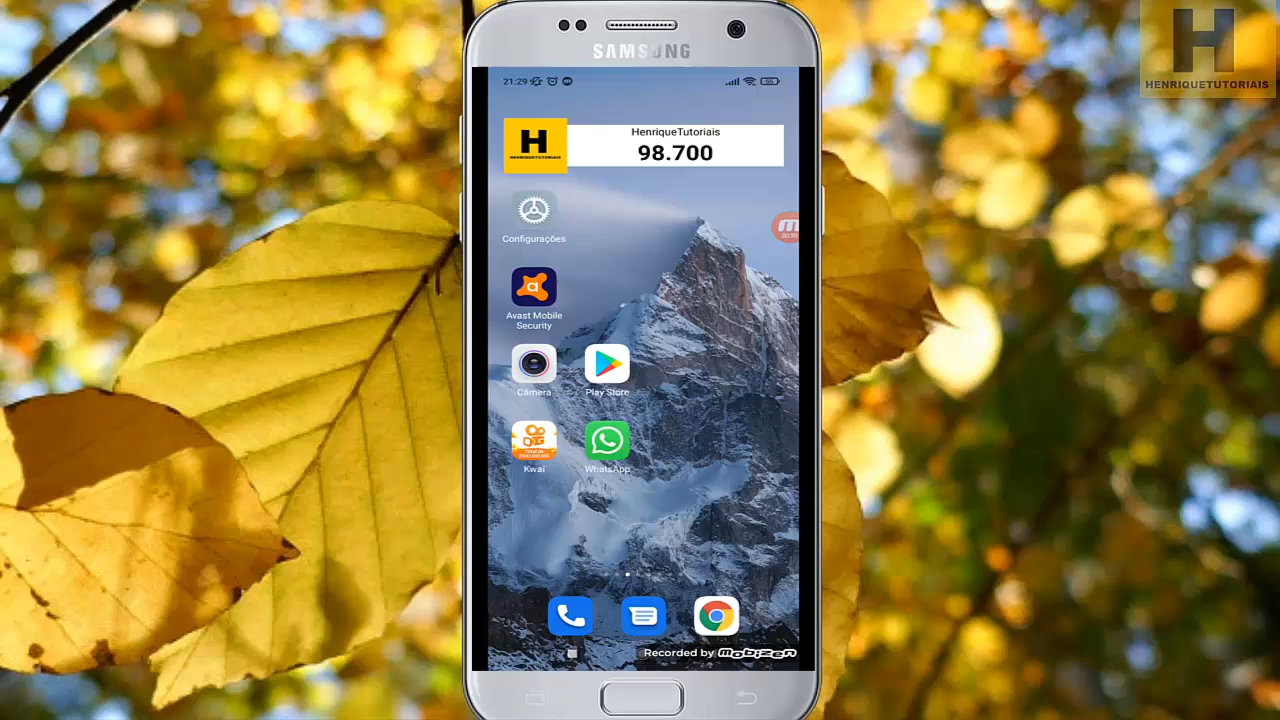 SAMSUNG
HENRIQUETUTORIAIS
21:29
H
HENRIQUETUTORIAIS
HenriqueTutoriais
98.700
Configurações
Avast Mobile
Security
Câmera
Play Store
Kwai
WhatsApp
Recorded by mobizen